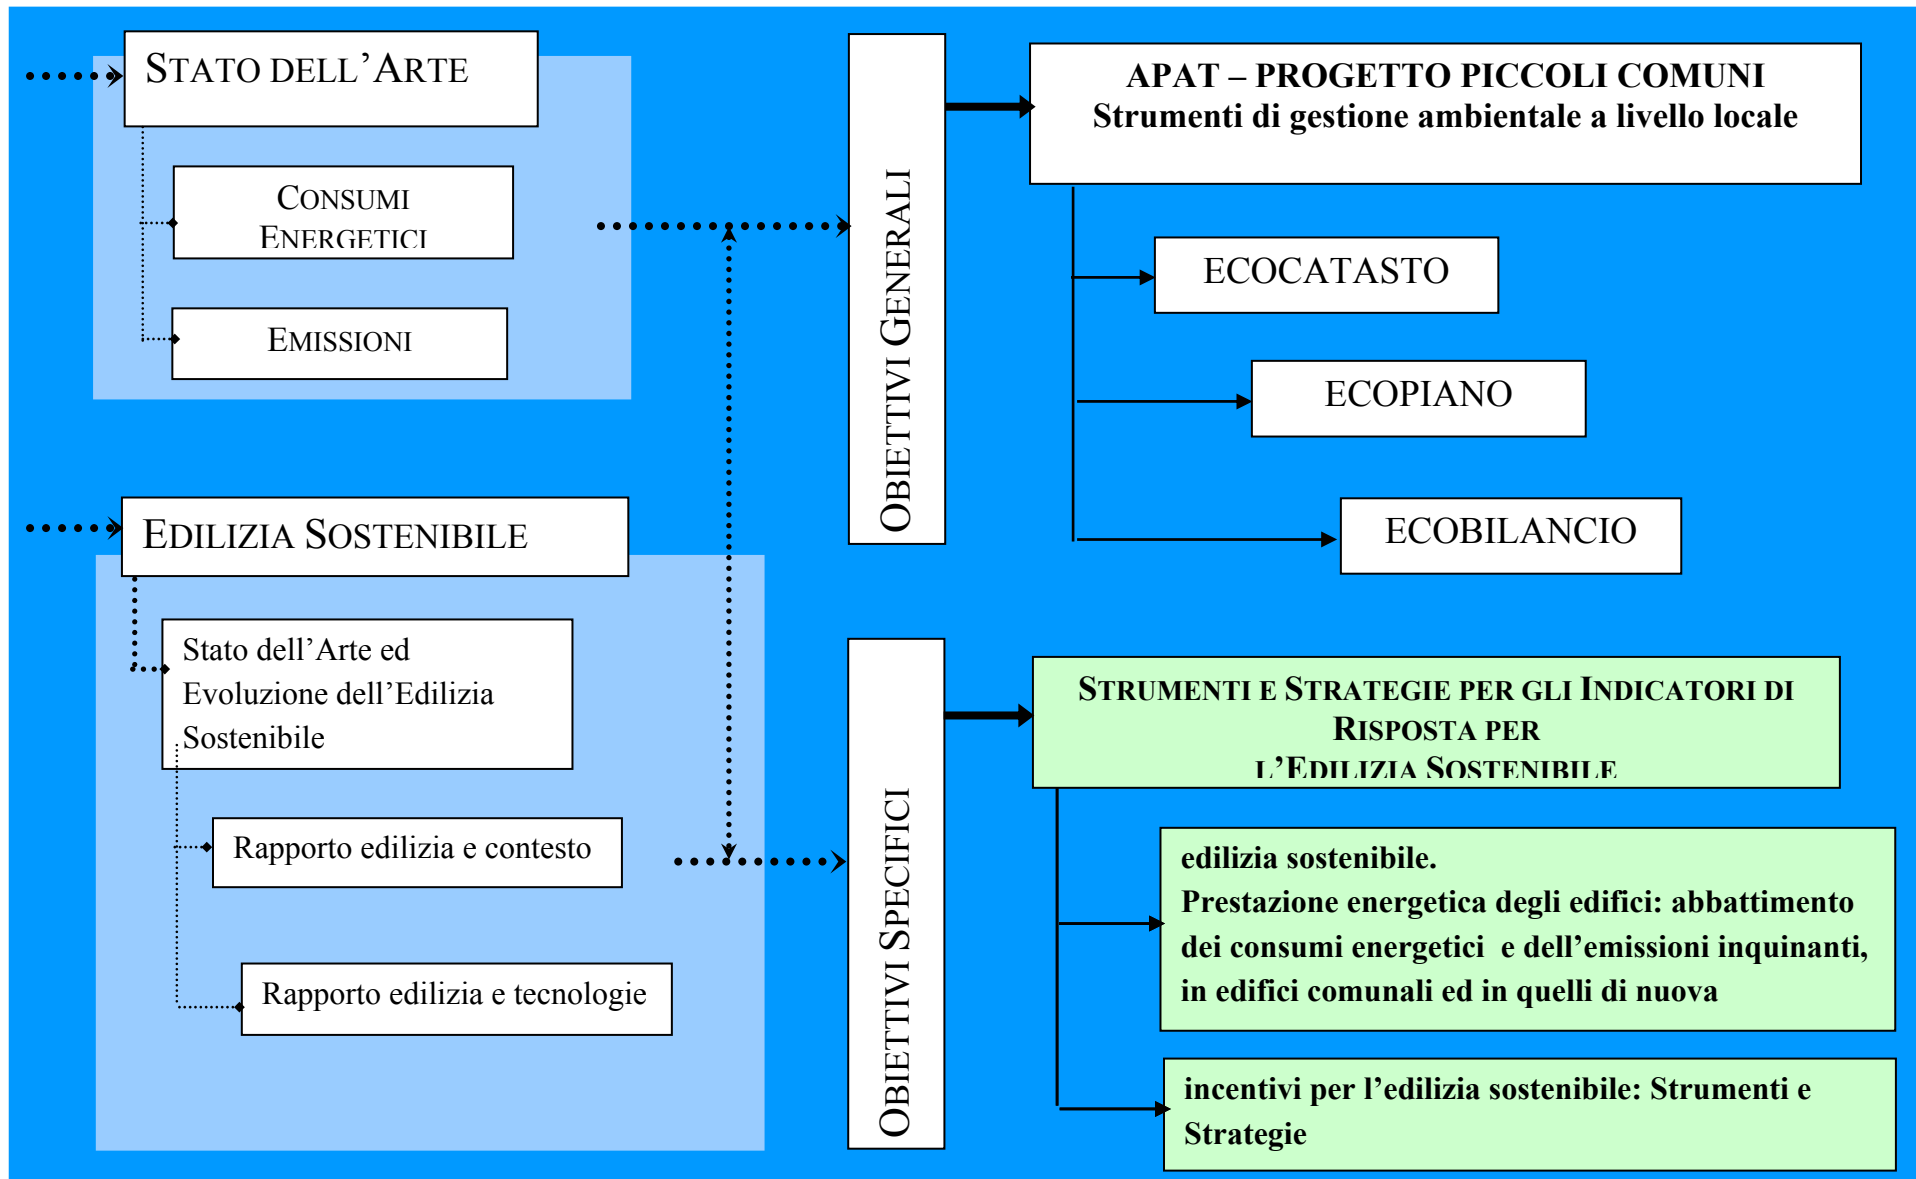 STATO DELL'ARTE
CONSUMI
ENERGETICI
EMISSIONI
EDILIZIA SOSTENIBILE
Stato dell'Arte ed
Evoluzione dell'Edilizia
Sostenibile
Rapporto edilizia e contesto
Rapporto edilizia e tecnologie
OBIETTIVI GENERALI
APAT – PROGETTO PICCOLI COMUNI
Strumenti di gestione ambientale a livello locale
ECOCATASTO
ECOPIANO
ECOBILANCIO
OBIETTIVI SPECIFICI
STRUMENTI E STRATEGIE PER GLI INDICATORI DI
RISPOSTA PER
L'EDILIZIA SOSTENIBILE
edilizia sostenibile.
Prestazione energetica degli edifici: abbattimento
dei consumi energetici e dell'emissioni inquinanti,
in edifici comunali ed in quelli di nuova
incentivi per l'edilizia sostenibile: Strumenti e
Strategie